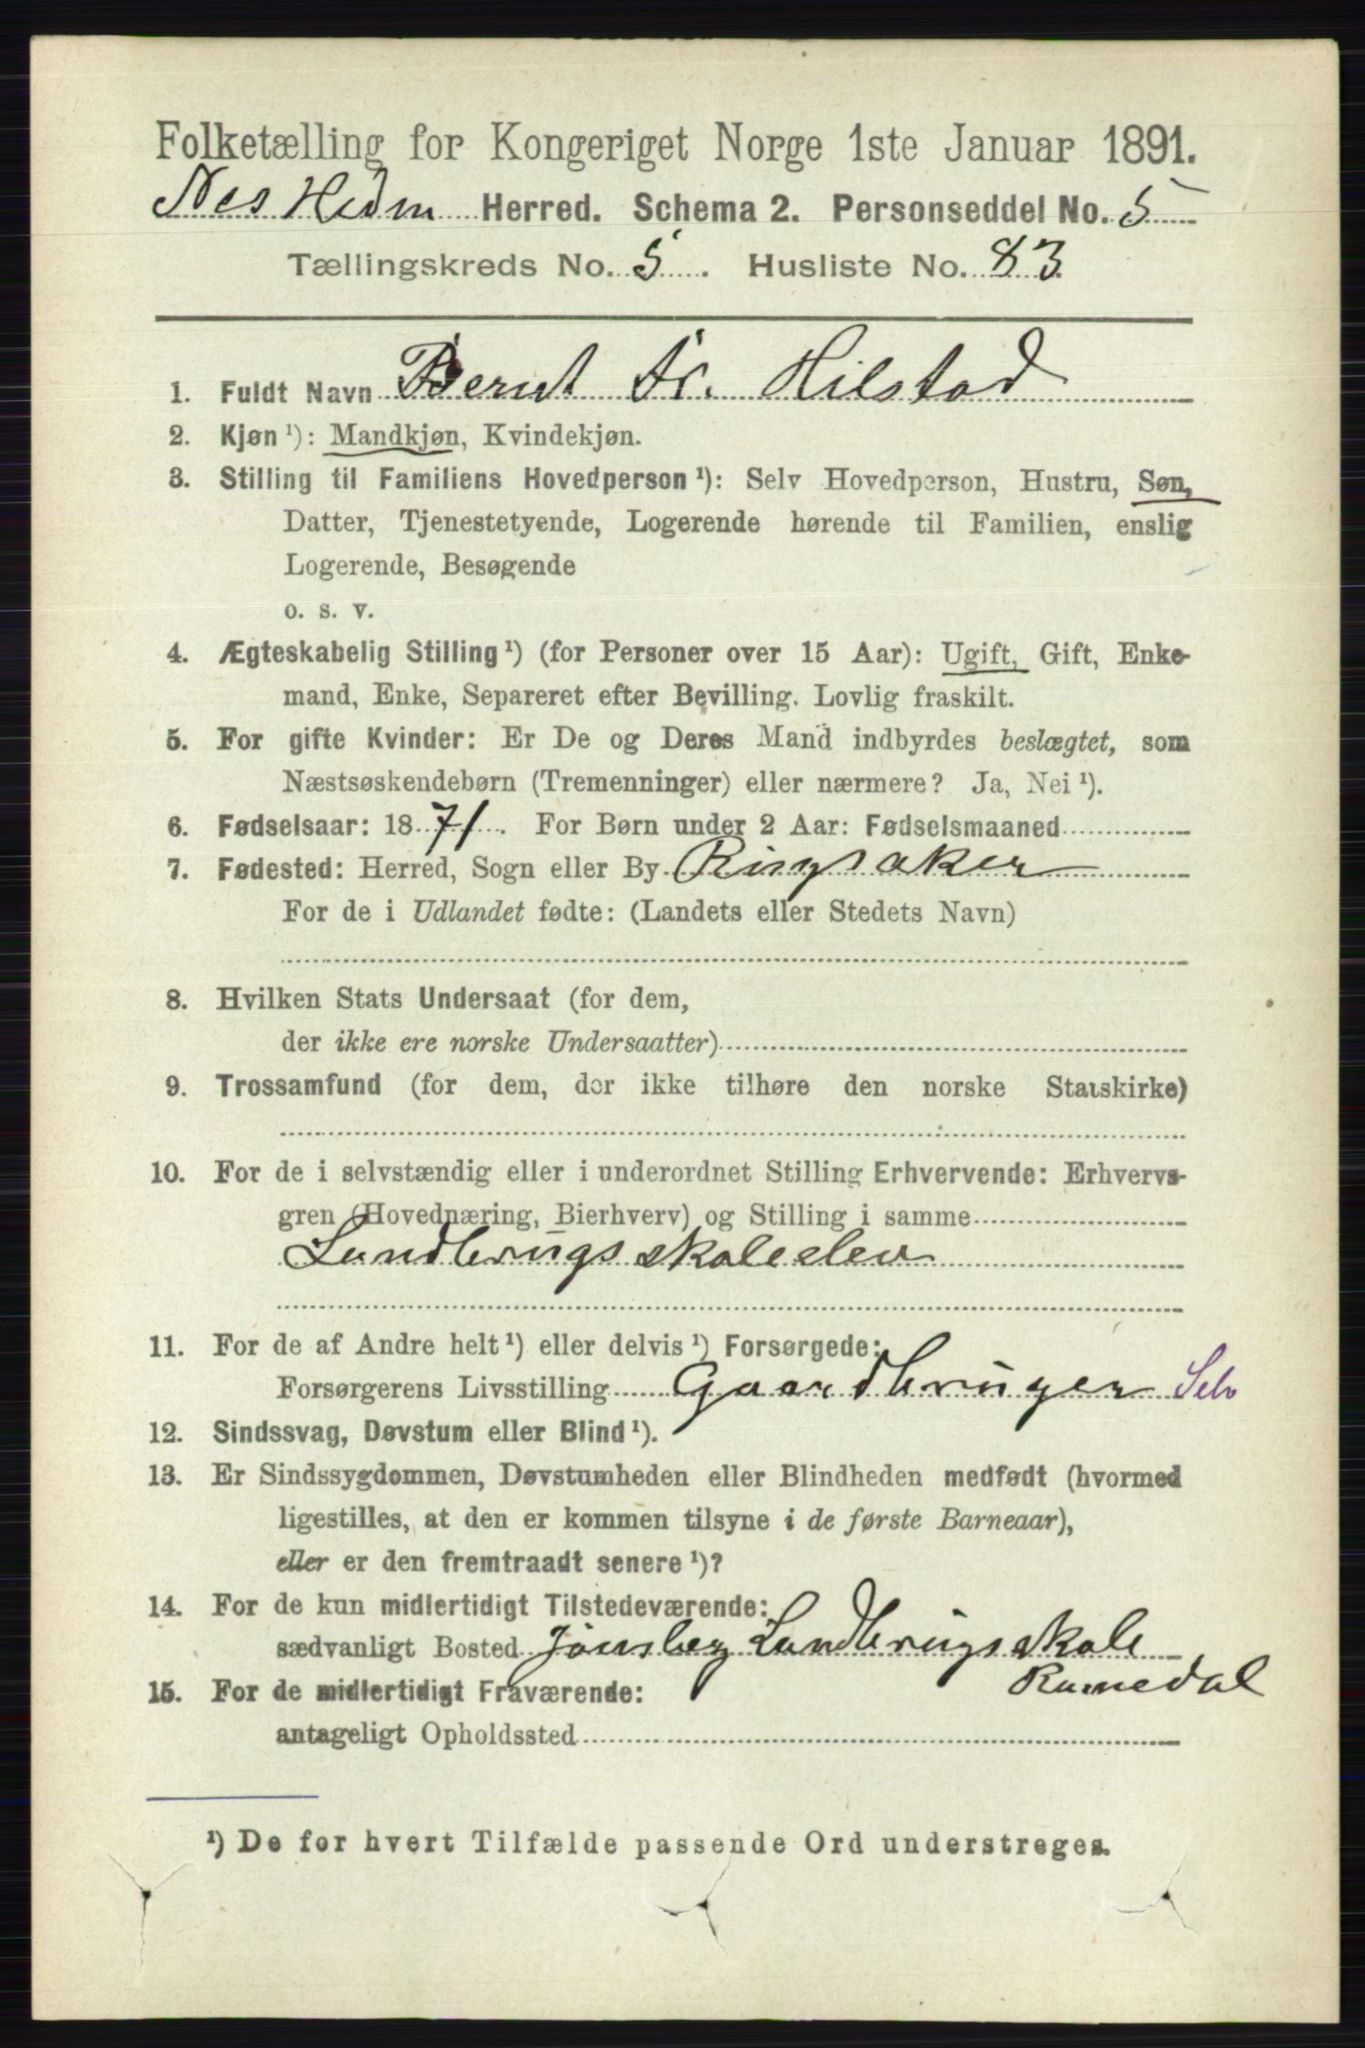 Folketælling for Kongeriget Norge 1ste Januar 1891.
Nes Hedm Herred. Schema 2. Personseddel No. 5
Tællingskreds No. 5. Husliste No. 83
1. Fuldt Navn Bernt Kr. Hilstad
2. Kjøn ¹): Mandkjøn, Kvindekjøn.
3. Stilling til Familiens Hovedperson ¹): Selv Hovedperson, Hustru, Søn,
Datter, Tjenestetyende, Logerende hørende til Familien, enslig
Logerende, Besøgende
o. s. v.
4. Ægteskabelig Stilling ¹) (for Personer over 15 Aar): Ugift, Gift, Enke-
mand, Enke, Separeret efter Bevilling. Lovlig fraskilt.
5. For gifte Kvinder: Er De og Deres Mand indbyrdes beslægtet, som
Næstsøskendebørn (Tremenninger) eller nærmere? Ja, Nei ¹).
6. Fødselsaar: 1871. For Børn under 2 Aar: Fødselsmaaned
7. Fødested: Herred, Sogn eller By Ringsaker
For de i Udlandet fødte: (Landets eller Stedets Navn)
8. Hvilken Stats Undersaat (for dem,
der ikke ere norske Undersaatter)
9. Trossamfund (for dem, der ikke tilhøre den norske Statskirke)
10. For de i selvstændig eller i underordnet Stilling Erhvervende: Erhvervs-
gren (Hovednæring, Bierhverv) og Stilling i samme
Landbrugsskoleelev
11. For de af Andre helt ¹) eller delvis ¹) Forsørgede:
Forsørgerens Livsstilling Gaardbruger Selv
12. Sindssvag, Døvstum eller Blind ¹).
13. Er Sindssygdommen, Døvstumheden eller Blindheden medfødt (hvormed
ligestilles, at den er kommen tilsyne i de første Barneaar),
eller er den fremtraadt senere ¹)?
14. For de kun midlertidigt Tilstedeværende:
sædvanligt Bosted Jønsberg Landbrugsskole
Romedal
15. For de midlertidigt Fraværende:
antageligt Opholdssted
¹) De for hvert Tilfælde passende Ord understreges.